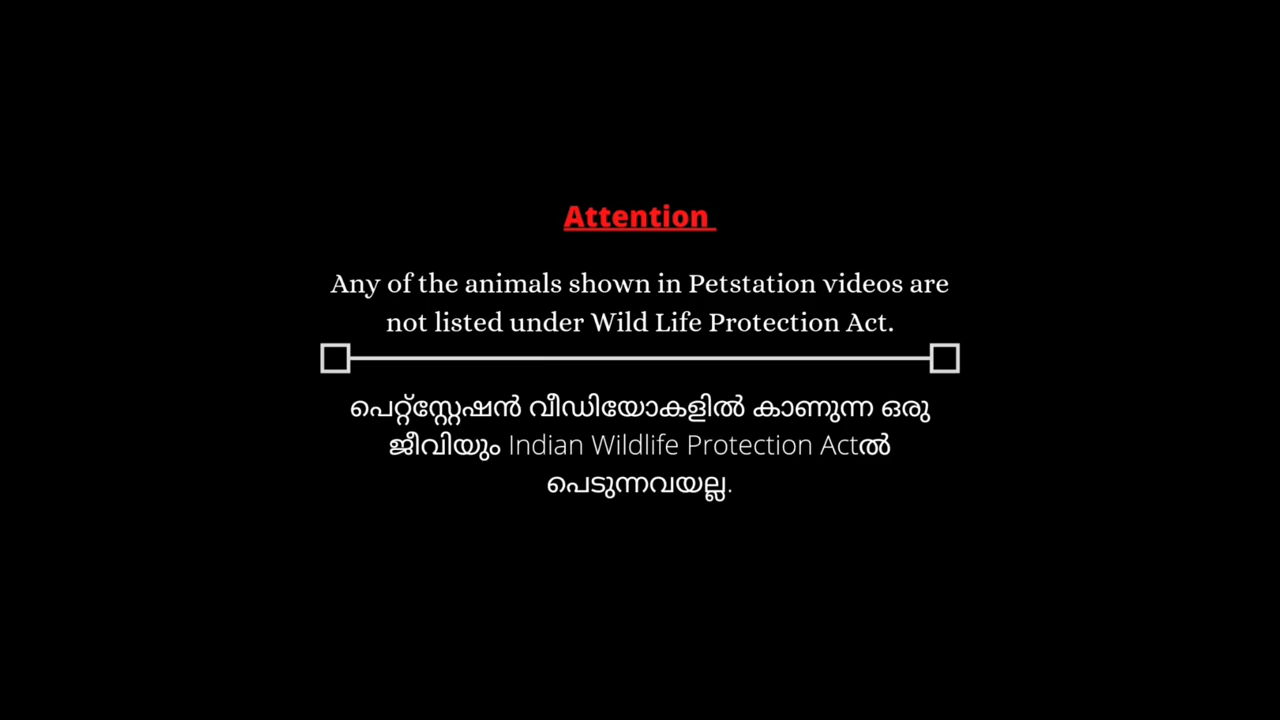 Attention
Any of the animals shown in Petstation videos are
not listed under Wild Life Protection Act.
പെറ്റ്സ്റ്റേഷൻ വീഡിയോകളിൽ കാണുന്ന ഒരു
ജീവിയും Indian Wildlife Protection Actൽ
പെടുന്നവയല്ല.